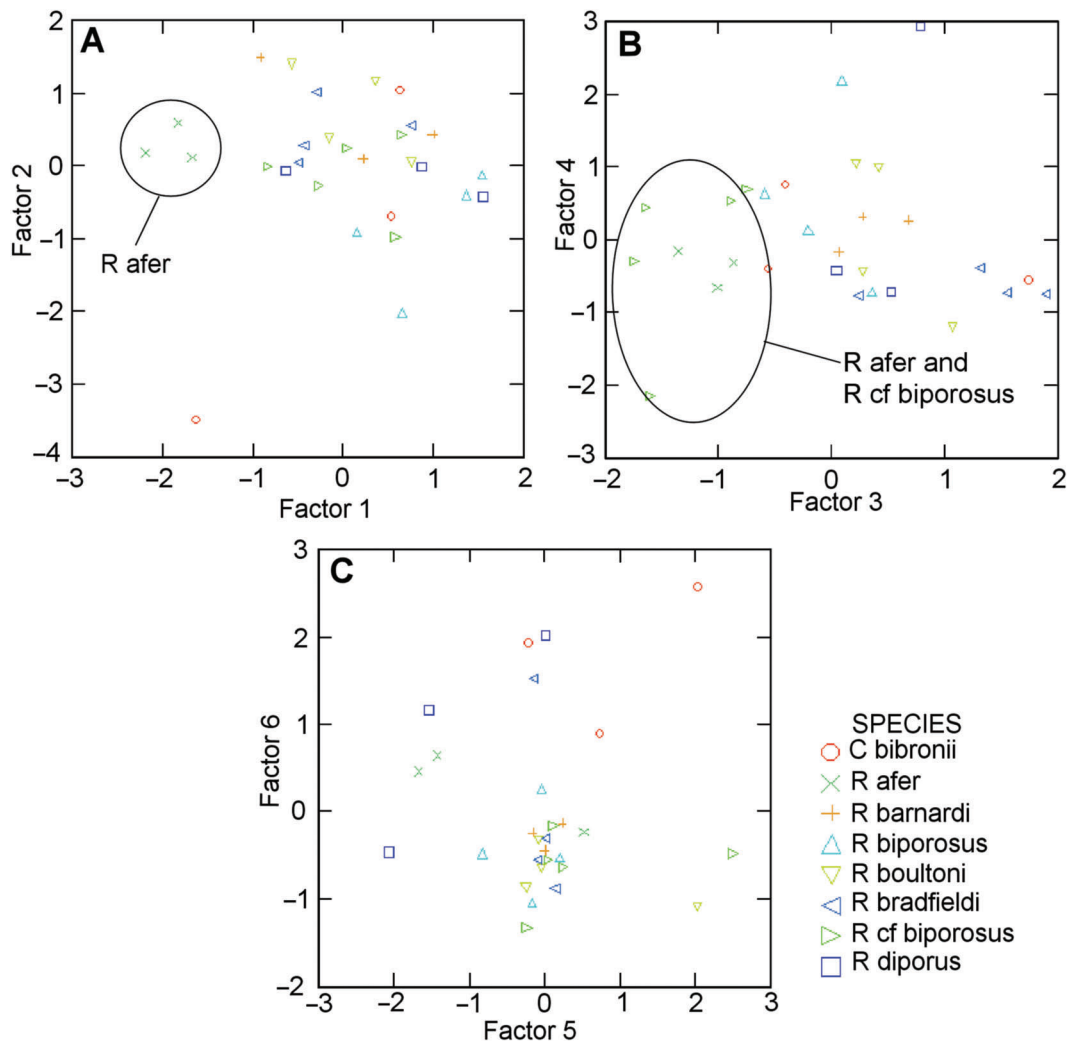 A
2
1
0
−1
−2
−3
−4
Factor 2
−3
−2
−1
0
1
2
Factor 1
R afer
B
3
2
1
0
−1
−2
−3
Factor 4
−2
−1
0
1
2
Factor 3
R afer and
R cf biporosus
C
3
2
1
0
−1
−2
Factor 6
−3
−2
−1
0
1
2
3
Factor 5
SPECIES
C bibronii
R afer
R barnardi
R biporosus
R boultoni
R bradfieldi
R cf biporosus
R diporus